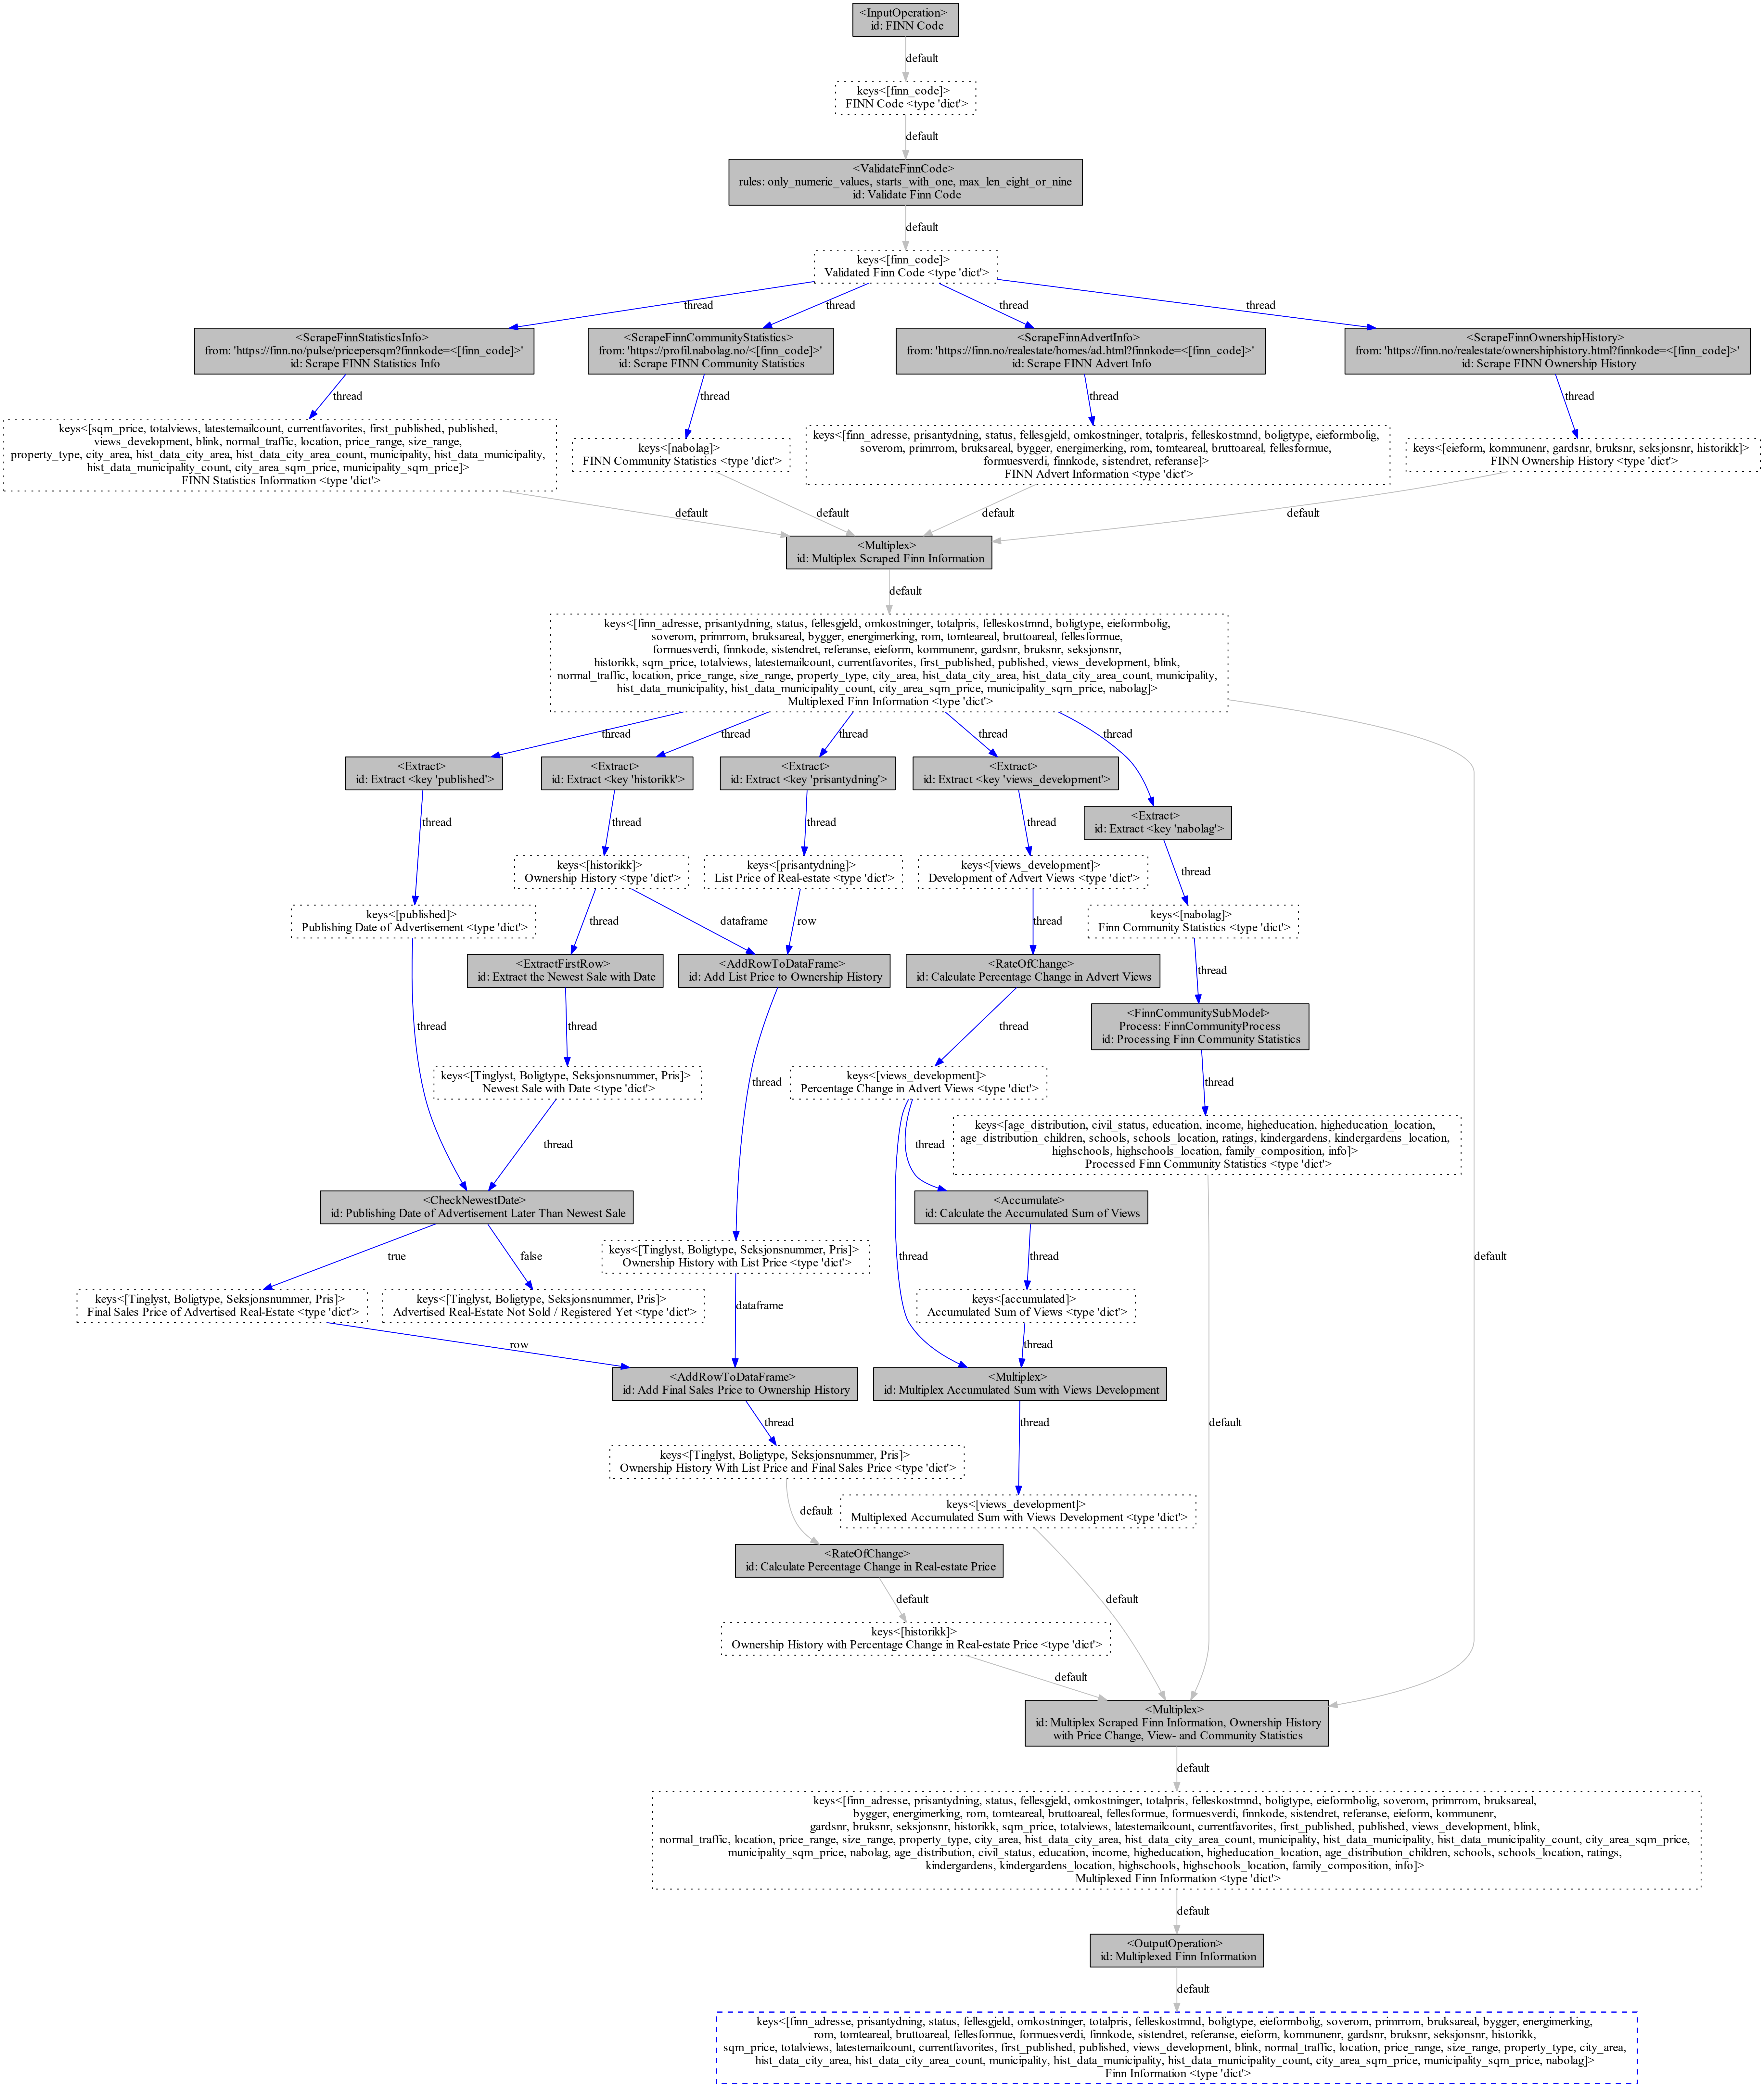 <InputOperation>
id: FINN Code
default
keys<[finn_code]>
FINN Code <type 'dict'>
default
<ValidateFinnCode>
rules: only_numeric_values, starts_with_one, max_len_eight_or_nine
id: Validate Finn Code
default
keys<[finn_code]>
Validated Finn Code <type 'dict'>
thread
thread
thread
thread
<ScrapeFinnStatisticsInfo>
from: 'https://finn.no/pulse/pricepersqm?finnkode=<[finn_code]>'
id: Scrape FINN Statistics Info
<ScrapeFinnCommunityStatistics>
from: 'https://profil.nabolag.no/<[finn_code]>'
id: Scrape FINN Community Statistics
<ScrapeFinnAdvertInfo>
from: 'https://finn.no/realestate/homes/ad.html?finnkode=<[finn_code]>'
id: Scrape FINN Advert Info
<ScrapeFinnOwnershipHistory>
from: 'https://finn.no/realestate/ownershiphistory.html?finnkode=<[finn_code]>'
id: Scrape FINN Ownership History
thread
thread
thread
thread
keys<[sqm_price, totalviews, latestemailcount, currentfavorites, first_published, published,
views_development, blink, normal_traffic, location, price_range, size_range,
property_type, city_area, hist_data_city_area, hist_data_city_area_count, municipality, hist_data_municipality,
hist_data_municipality_count, city_area_sqm_price, municipality_sqm_price]>
FINN Statistics Information <type 'dict'>
keys<[nabolag]>
FINN Community Statistics <type 'dict'>
keys<[finn_adresse, prisantydning, status, fellesgjeld, omkostninger, totalpris, felleskostmnd, boligtype, eieformbolig,
soverom, primrrom, bruksareal, bygger, energimerking, rom, tomteareal, bruttoareal, fellesformue,
formuesverdi, finnkode, sistendret, referanse]>
FINN Advert Information <type 'dict'>
keys<[eieform, kommunenr, gardsnr, bruksnr, seksjonsnr, historikk]>
FINN Ownership History <type 'dict'>
default
default
default
default
<Multiplex>
id: Multiplex Scraped Finn Information
default
keys<[finn_adresse, prisantydning, status, fellesgjeld, omkostninger, totalpris, felleskostmnd, boligtype, eieformbolig,
soverom, primrrom, bruksareal, bygger, energimerking, rom, tomteareal, bruttoareal, fellesformue,
formuesverdi, finnkode, sistendret, referanse, eieform, kommunenr, gardsnr, bruksnr, seksjonsnr,
historikk, sqm_price, totalviews, latestemailcount, currentfavorites, first_published, published, views_development, blink,
normal_traffic, location, price_range, size_range, property_type, city_area, hist_data_city_area, hist_data_city_area_count, municipality,
hist_data_municipality, hist_data_municipality_count, city_area_sqm_price, municipality_sqm_price, nabolag]>
Multiplexed Finn Information <type 'dict'>
thread
thread
thread
thread
thread
<Extract>
id: Extract <key 'published'>
<Extract>
id: Extract <key 'historikk'>
<Extract>
id: Extract <key 'prisantydning'>
<Extract>
id: Extract <key 'views_development'>
<Extract>
id: Extract <key 'nabolag'>
thread
thread
thread
thread
thread
keys<[historikk]>
Ownership History <type 'dict'>
keys<[prisantydning]>
List Price of Real-estate <type 'dict'>
keys<[views_development]>
Development of Advert Views <type 'dict'>
keys<[published]>
Publishing Date of Advertisement <type 'dict'>
keys<[nabolag]>
Finn Community Statistics <type 'dict'>
thread
dataframe
row
thread
thread
<ExtractFirstRow>
id: Extract the Newest Sale with Date
<AddRowToDataFrame>
id: Add List Price to Ownership History
<RateOfChange>
id: Calculate Percentage Change in Advert Views
<FinnCommunitySubModel>
Process: FinnCommunityProcess
id: Processing Finn Community Statistics
thread
thread
thread
thread
thread
keys<[Tinglyst, Boligtype, Seksjonsnummer, Pris]>
Newest Sale with Date <type 'dict'>
keys<[views_development]>
Percentage Change in Advert Views <type 'dict'>
keys<[age_distribution, civil_status, education, income, higheducation, higheducation_location,
age_distribution_children, schools, schools_location, ratings, kindergardens, kindergardens_location,
highschools, highschools_location, family_composition, info]>
Processed Finn Community Statistics <type 'dict'>
thread
thread
<CheckNewestDate>
id: Publishing Date of Advertisement Later Than Newest Sale
<Accumulate>
id: Calculate the Accumulated Sum of Views
true
false
thread
thread
default
keys<[Tinglyst, Boligtype, Seksjonsnummer, Pris]>
Ownership History with List Price <type 'dict'>
keys<[Tinglyst, Boligtype, Seksjonsnummer, Pris]>
Final Sales Price of Advertised Real-Estate <type 'dict'>
keys<[Tinglyst, Boligtype, Seksjonsnummer, Pris]>
Advertised Real-Estate Not Sold / Registered Yet <type 'dict'>
dataframe
keys<[accumulated]>
Accumulated Sum of Views <type 'dict'>
row
thread
<AddRowToDataFrame>
id: Add Final Sales Price to Ownership History
<Multiplex>
id: Multiplex Accumulated Sum with Views Development
thread
thread
default
keys<[Tinglyst, Boligtype, Seksjonsnummer, Pris]>
Ownership History With List Price and Final Sales Price <type 'dict'>
default
keys<[views_development]>
Multiplexed Accumulated Sum with Views Development <type 'dict'>
<RateOfChange>
id: Calculate Percentage Change in Real-estate Price
default
default
keys<[historikk]>
Ownership History with Percentage Change in Real-estate Price <type 'dict'>
default
<Multiplex>
id: Multiplex Scraped Finn Information, Ownership History
with Price Change, View- and Community Statistics
default
keys<[finn_adresse, prisantydning, status, fellesgjeld, omkostninger, totalpris, felleskostmnd, boligtype, eieformbolig, soverom, primrrom, bruksareal,
bygger, energimerking, rom, tomteareal, bruttoareal, fellesformue, formuesverdi, finnkode, sistendret, referanse, eieform, kommunenr,
gardsnr, bruksnr, seksjonsnr, historikk, sqm_price, totalviews, latestemailcount, currentfavorites, first_published, published, views_development, blink,
normal_traffic, location, price_range, size_range, property_type, city_area, hist_data_city_area, hist_data_city_area_count, municipality, hist_data_municipality, hist_data_municipality_count, city_area_sqm_price,
municipality_sqm_price, nabolag, age_distribution, civil_status, education, income, higheducation, higheducation_location, age_distribution_children, schools, schools_location, ratings,
kindergardens, kindergardens_location, highschools, highschools_location, family_composition, info]>
Multiplexed Finn Information <type 'dict'>
default
<OutputOperation>
id: Multiplexed Finn Information
default
keys<[finn_adresse, prisantydning, status, fellesgjeld, omkostninger, totalpris, felleskostmnd, boligtype, eieformbolig, soverom, primrrom, bruksareal, bygger, energimerking,
rom, tomteareal, bruttoareal, fellesformue, formuesverdi, finnkode, sistendret, referanse, eieform, kommunenr, gardsnr, bruksnr, seksjonsnr, historikk,
sqm_price, totalviews, latestemailcount, currentfavorites, first_published, published, views_development, blink, normal_traffic, location, price_range, size_range, property_type, city_area,
hist_data_city_area, hist_data_city_area_count, municipality, hist_data_municipality, hist_data_municipality_count, city_area_sqm_price, municipality_sqm_price, nabolag]>
Finn Information <type 'dict'>